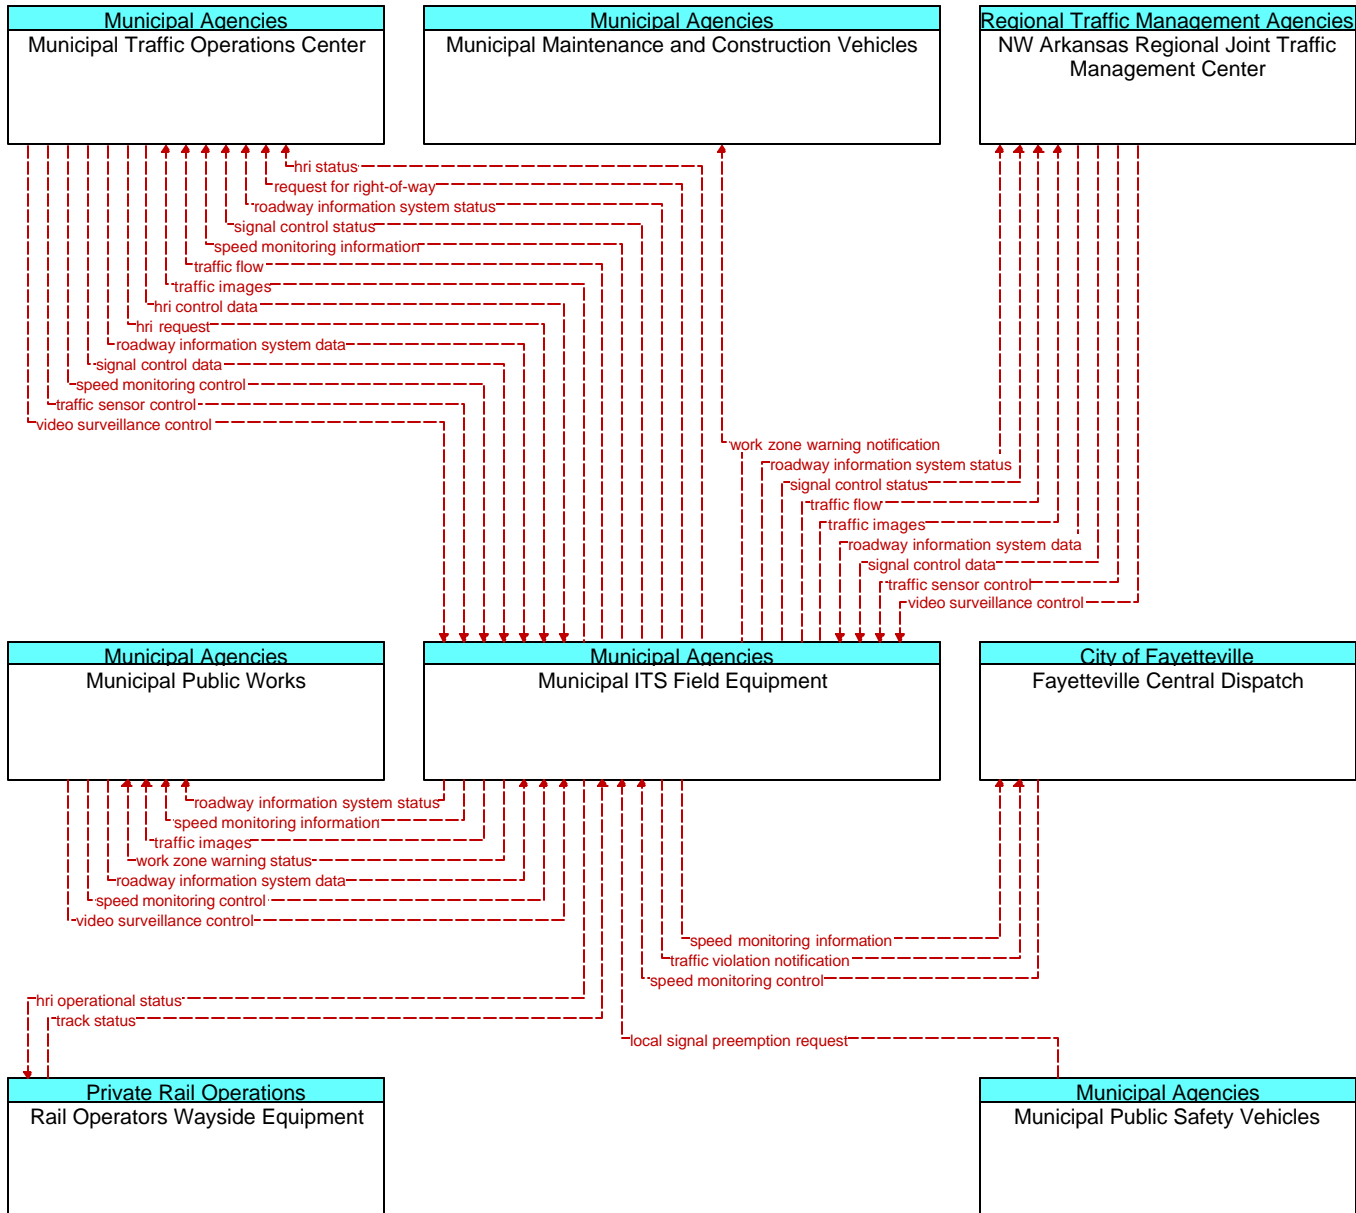 Municipal Agencies
Municipal Traffic Operations Center
Municipal Agencies
Municipal Maintenance and Construction Vehicles
Regional Traffic Management Agencies
NW Arkansas Regional Joint Traffic
Management Center
hri status
request for right-of-way
roadway information system status
signal control status
speed monitoring information
traffic flow
traffic images
hri control data
hri request
roadway information system data
signal control data
speed monitoring control
traffic sensor control
video surveillance control
work zone warning notification
roadway information system status
signal control status
traffic flow
traffic images
roadway information system data
signal control data
traffic sensor control
video surveillance control
Municipal Agencies
Municipal Public Works
Municipal Agencies
Municipal ITS Field Equipment
City of Fayetteville
Fayetteville Central Dispatch
roadway information system status
speed monitoring information
traffic images
work zone warning status
roadway information system data
speed monitoring control
video surveillance control
speed monitoring information
traffic violation notification
speed monitoring control
hri operational status
track status
local signal preemption request
Private Rail Operations
Rail Operators Wayside Equipment
Municipal Agencies
Municipal Public Safety Vehicles